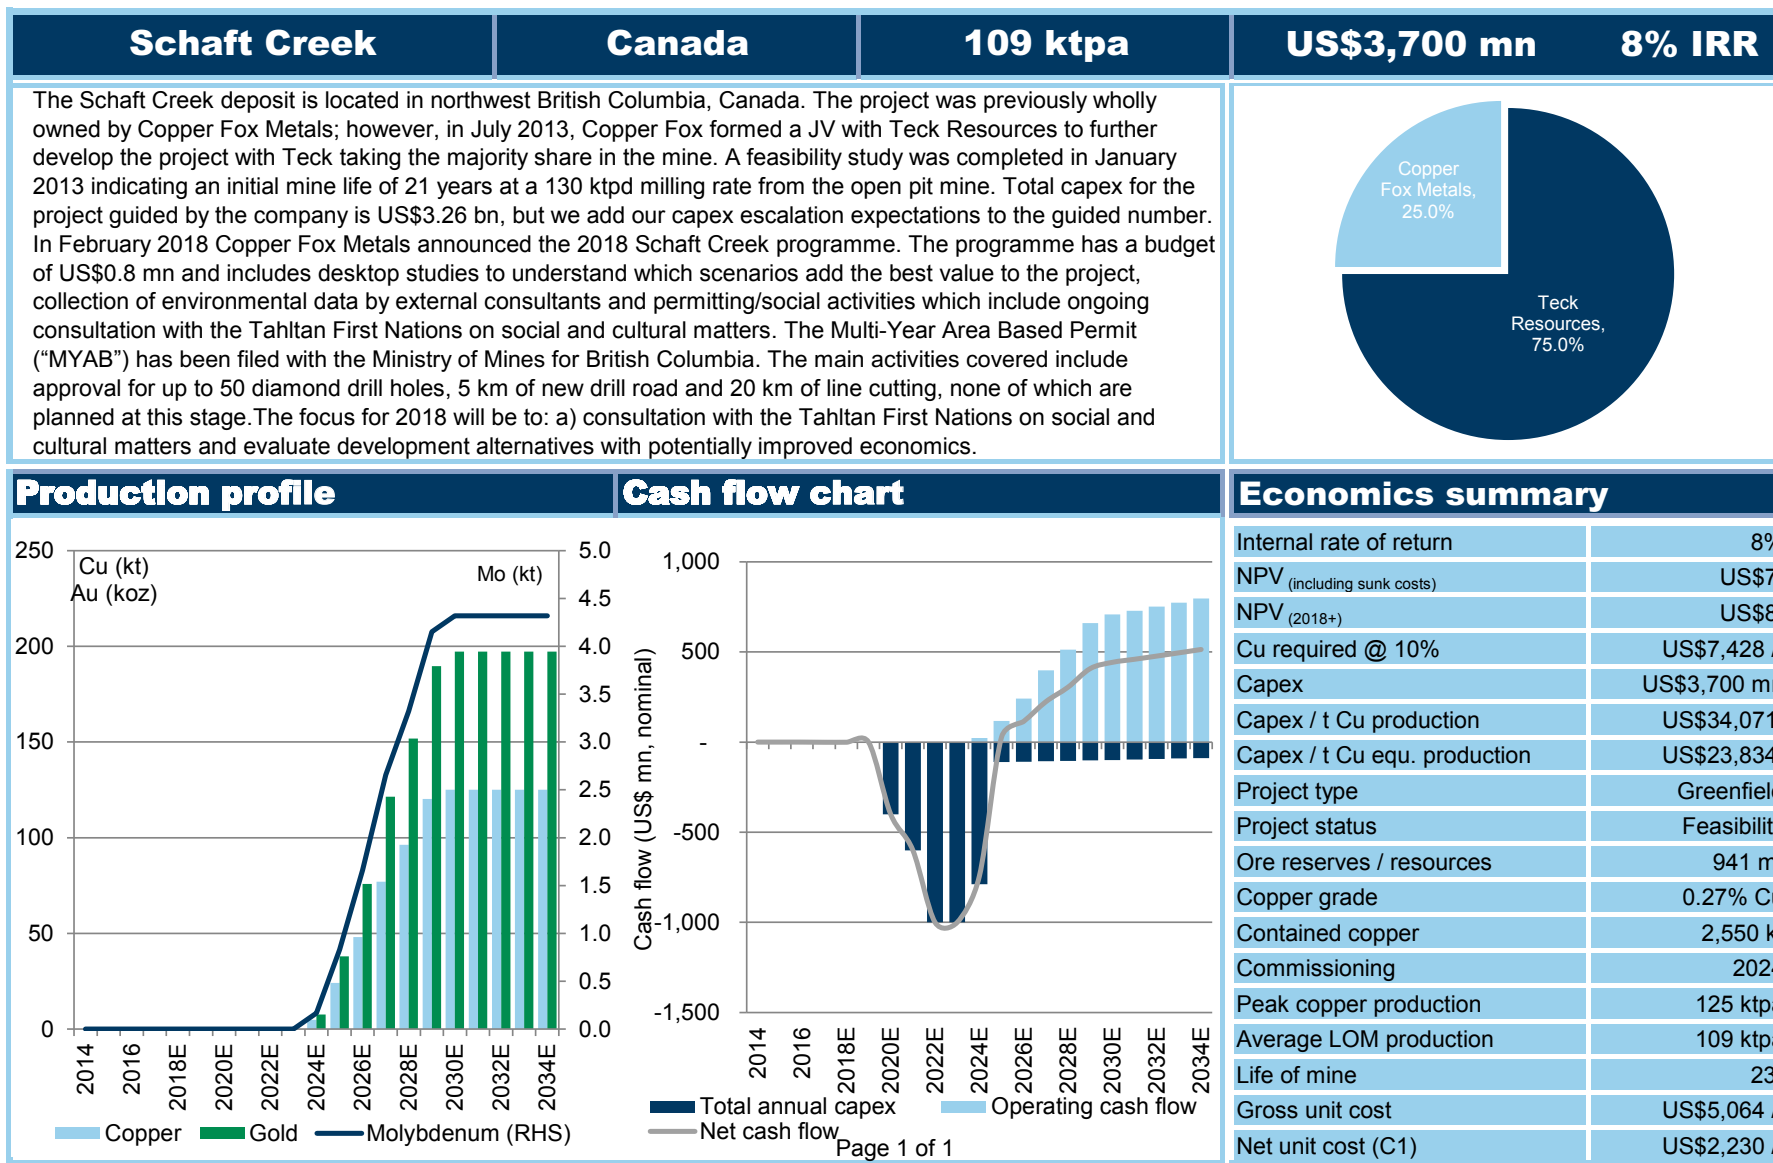 Schaft Creek
Canada
109 ktpa
US$3,700 mn
8% IRR
The Schaft Creek deposit is located in northwest British Columbia, Canada. The project was previously wholly
owned by Copper Fox Metals; however, in July 2013, Copper Fox formed a JV with Teck Resources to further
develop the project with Teck taking the majority share in the mine. A feasibility study was completed in January
2013 indicating an initial mine life of 21 years at a 130 ktpd milling rate from the open pit mine. Total capex for the
project guided by the company is US$3.26 bn, but we add our capex escalation expectations to the guided number.
In February 2018 Copper Fox Metals announced the 2018 Schaft Creek programme. The programme has a budget
of US$0.8 mn and includes desktop studies to understand which scenarios add the best value to the project,
collection of environmental data by external consultants and permitting/social activities which include ongoing
consultation with the Tahltan First Nations on social and cultural matters. The Multi-Year Area Based Permit
(“MYAB”) has been filed with the Ministry of Mines for British Columbia. The main activities covered include
approval for up to 50 diamond drill holes, 5 km of new drill road and 20 km of line cutting, none of which are
planned at this stage.The focus for 2018 will be to: a) consultation with the Tahltan First Nations on social and
cultural matters and evaluate development alternatives with potentially improved economics.
Copper
Fox Metals,
25.0%
Teck
Resources,
75.0%
Production profile
250
200
150
100
50
0
Cu (kt)
Au (koz)
Mo (kt)
5.0
4.5
4.0
3.5
3.0
2.5
2.0
1.5
1.0
0.5
0.0
2014
2016
2018E
2020E
2022E
2024E
2026E
2028E
2030E
2032E
2034E
Copper
Gold
Molybdenum (RHS)
Cash flow chart
Cash flow (US$ mn, nominal)
1,000
500
-
-500
-1,000
-1,500
2014
2016
2018E
2020E
2022E
2024E
2026E
2028E
2030E
2032E
2034E
Total annual capex
Operating cash flow
Net cash flow
Page 1 of 1
Economics summary
Internal rate of return 8%
NPV (including sunk costs) US$7
NPV (2018+) US$8
Cu required @ 10% US$7,428 /
Capex US$3,700 m
Capex / t Cu production US$34,071
Capex / t Cu equ. production US$23,834
Project type Greenfiel
Project status Feasibilit
Ore reserves / resources 941 m
Copper grade 0.27% C
Contained copper 2,550 k
Commissioning 202
Peak copper production 125 ktp
Average LOM production 109 ktp
Life of mine 23
Gross unit cost US$5,064 /
Net unit cost (C1) US$2,230 /